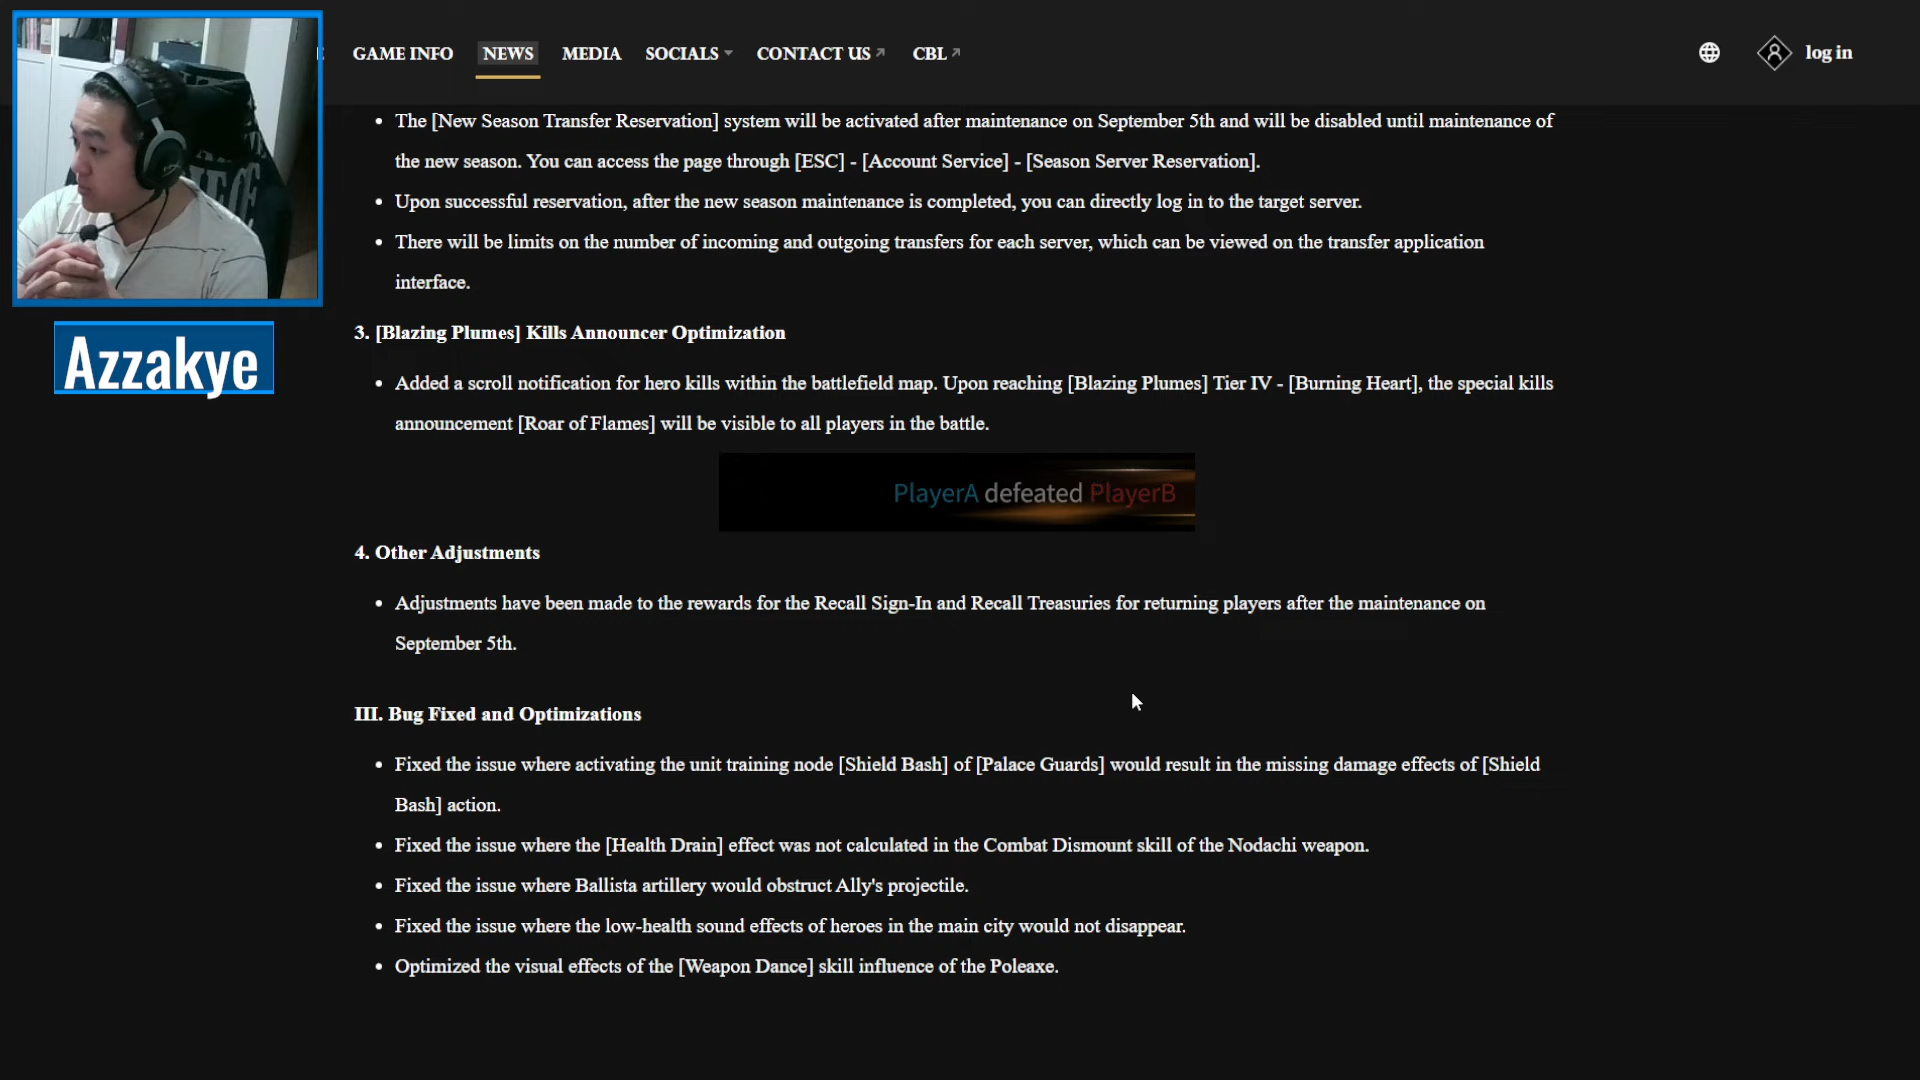 GAME INFO NEWS MEDIA SOCIALS CONTACT US CBL log in
The [New Season Transfer Reservation] system will be activated after maintenance on September 5th and will be disabled until maintenance of
the new season. You can access the page through [ESC] - [Account Service] - [Season Server Reservation].
Upon successful reservation, after the new season maintenance is completed, you can directly log in to the target server.
There will be limits on the number of incoming and outgoing transfers for each server, which can be viewed on the transfer application
interface.
Azzakye
3. [Blazing Plumes] Kills Announcer Optimization
Added a scroll notification for hero kills within the battlefield map. Upon reaching [Blazing Plumes] Tier IV - [Burning Heart], the special kills
announcement [Roar of Flames] will be visible to all players in the battle.
PlayerA defeated PlayerB
4. Other Adjustments
Adjustments have been made to the rewards for the Recall Sign-In and Recall Treasuries for returning players after the maintenance on
September 5th.
III. Bug Fixed and Optimizations
Fixed the issue where activating the unit training node [Shield Bash] of [Palace Guards] would result in the missing damage effects of [Shield
Bash] action.
Fixed the issue where the [Health Drain] effect was not calculated in the Combat Dismount skill of the Nodachi weapon.
Fixed the issue where Ballista artillery would obstruct Ally's projectile.
Fixed the issue where the low-health sound effects of heroes in the main city would not disappear.
Optimized the visual effects of the [Weapon Dance] skill influence of the Poleaxe.